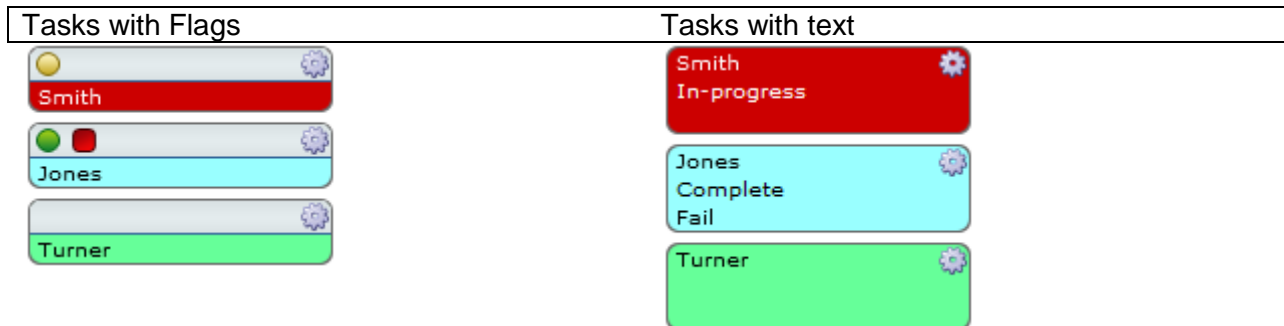 Tasks with Flags
Tasks with text
Smith
Jones
Turner
Smith
In-progress
Jones
Complete
Fail
Turner